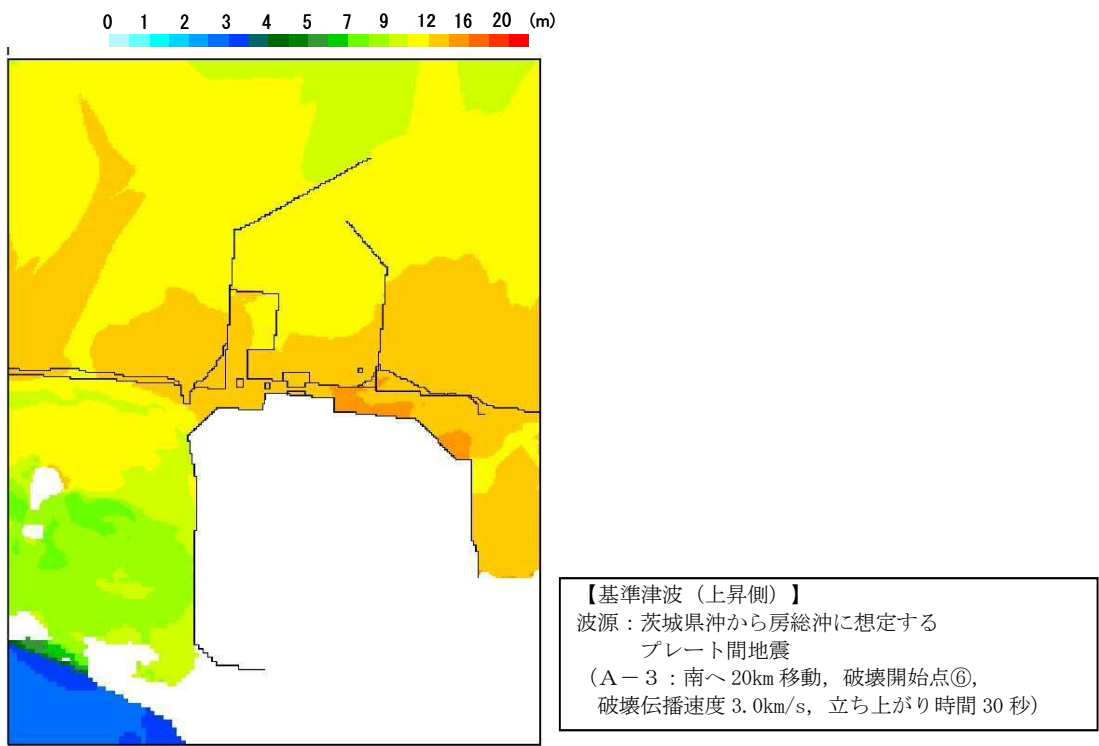 0 1 2 3 4 5 7 9 12 16 20 (m)
【基準津波（上昇側）】
波源：茨城県沖から房総沖に想定する
プレート間地震
（Ａ－３：南へ 20km 移動，破壊開始点⑥，
破壊伝播速度 3.0km/s，立ち上がり時間 30 秒）